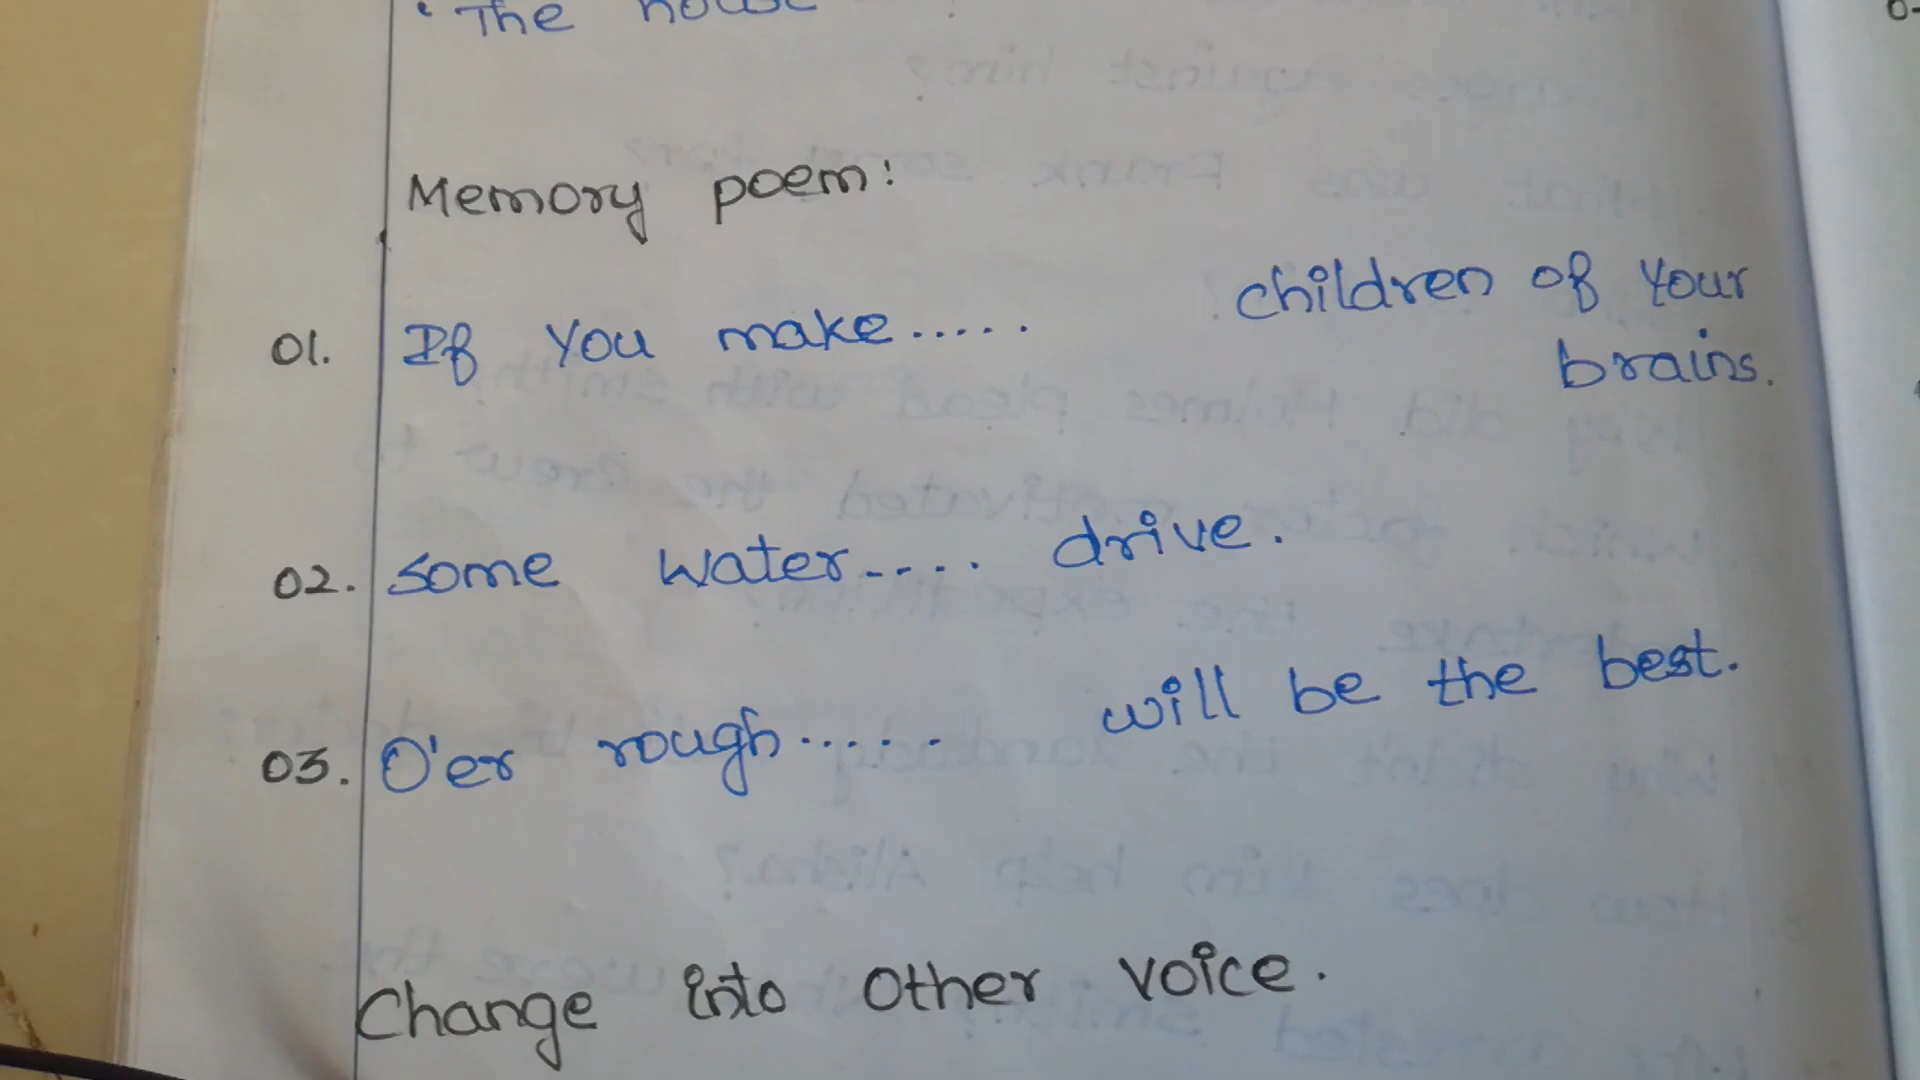 • The house
Memory poem:
01. If You make..... children of Your
brains.
02. some water..... drive.
03. O'er rough..... will be the best.
Change into other voice.